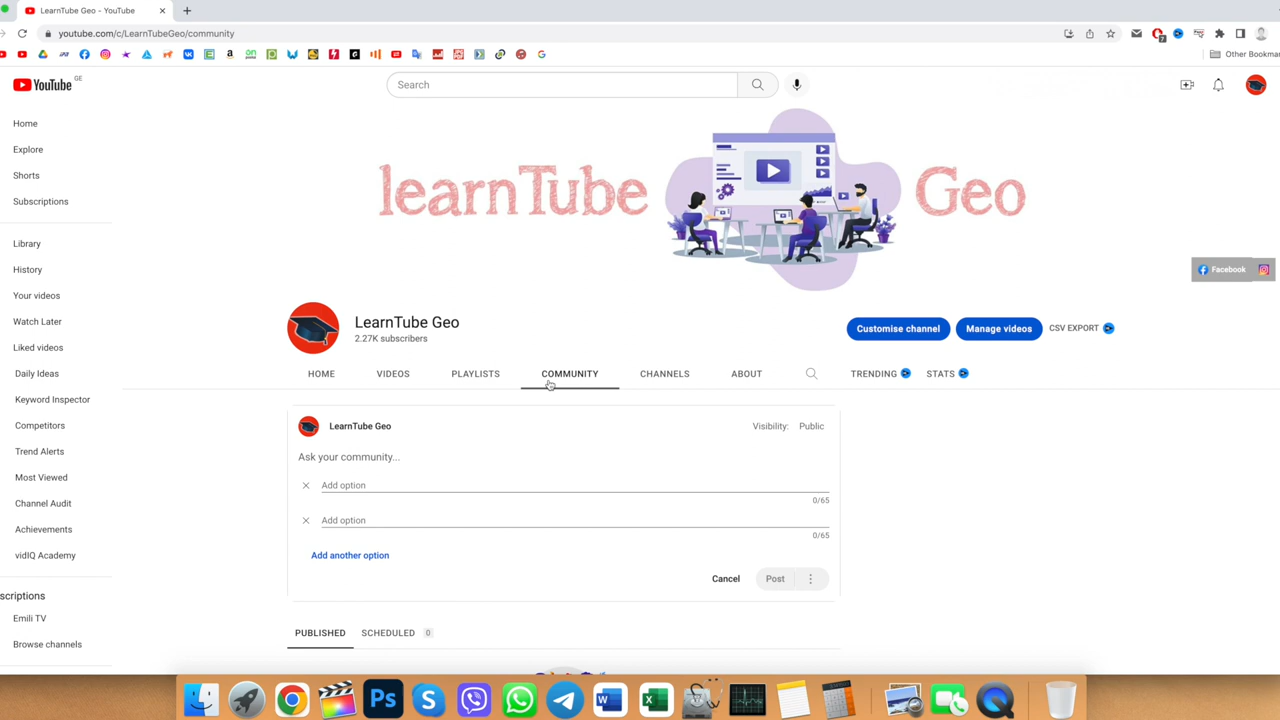 LearnTube Geo - YouTube
youtube.com/c/LearnTubeGeo/community
Other Bookmar
YouTube GE
Search
Home
Explore
Shorts
Subscriptions
Library
History
Your videos
Watch Later
Liked videos
Daily Ideas
Keyword Inspector
Competitors
Trend Alerts
Most Viewed
Channel Audit
Achievements
vidIQ Academy
scriptions
Emili TV
Browse channels
learnTube Geo
Facebook
LearnTube Geo
2.27K subscribers
Customise channel
Manage videos
CSV EXPORT
HOME VIDEOS PLAYLISTS COMMUNITY CHANNELS ABOUT TRENDING STATS
LearnTube Geo
Visibility: Public
Ask your community...
Add option
0/65
Add option
0/65
Add another option
Cancel Post
PUBLISHED SCHEDULED 0
Ps